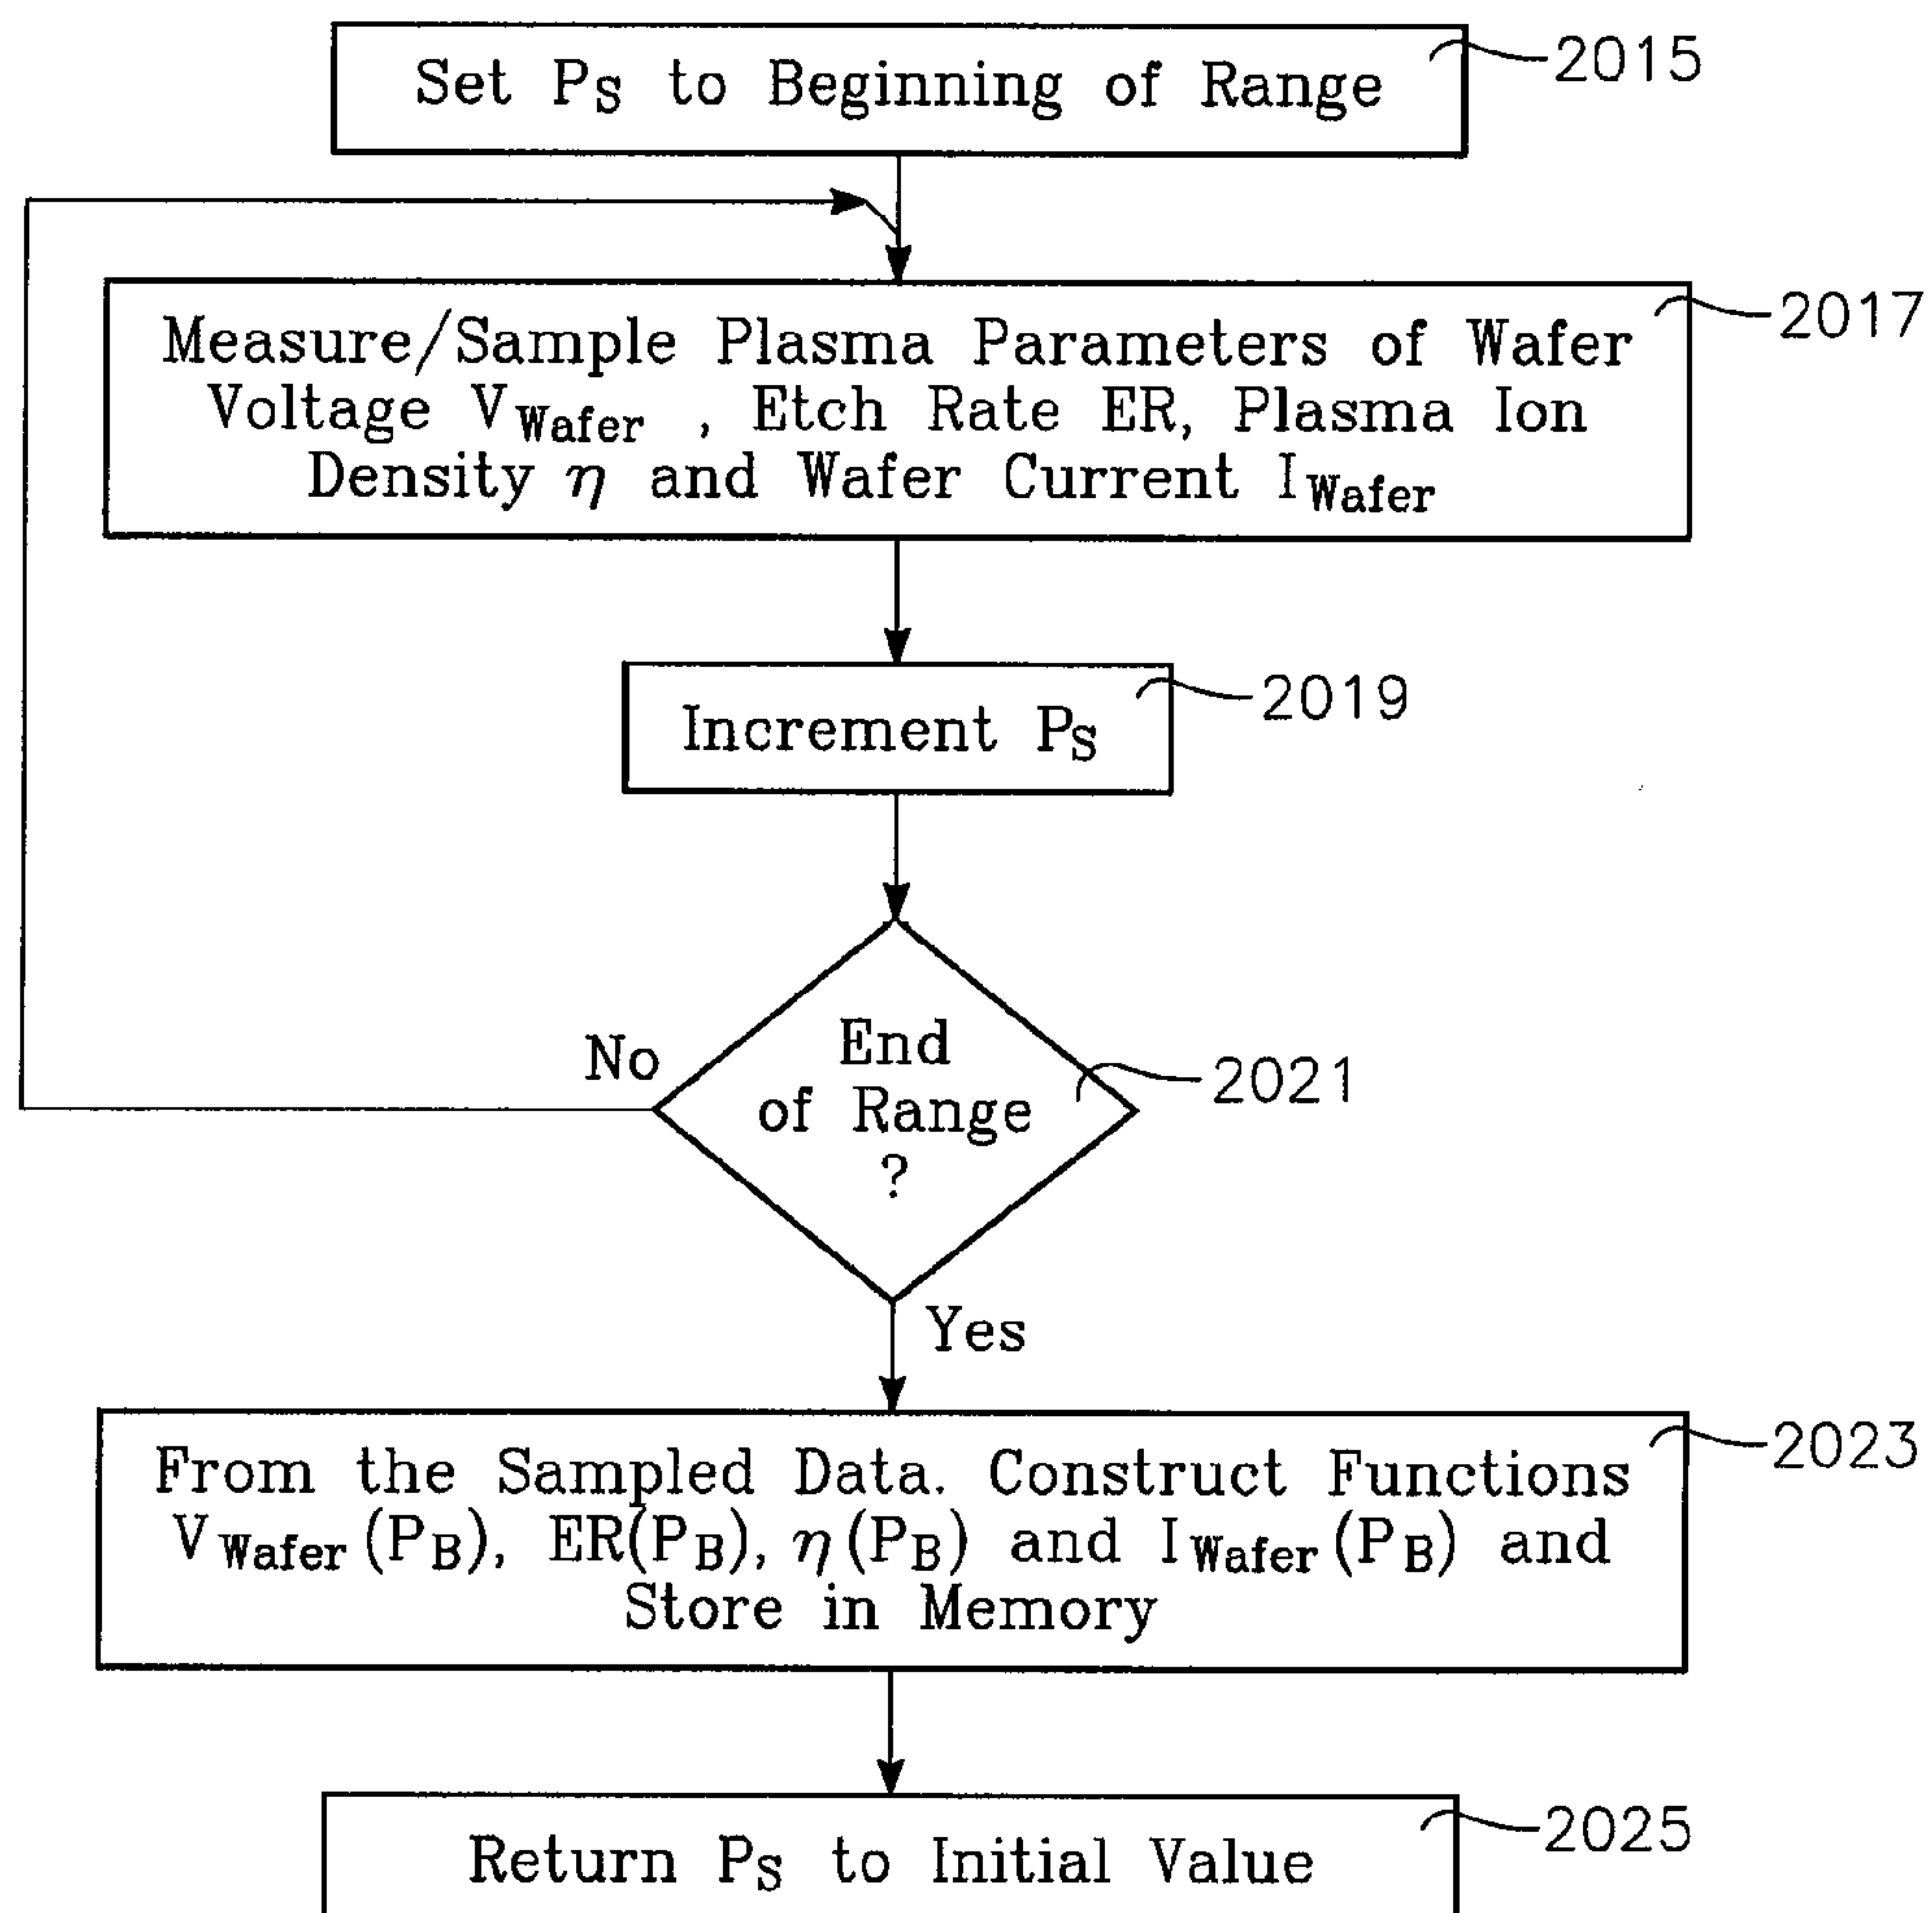 Set PS to Beginning of Range
2015
Measure/Sample Plasma Parameters of Wafer
Voltage VWafer , Etch Rate ER, Plasma Ion
Density η and Wafer Current IWafer
2017
Increment PS
2019
End
of Range
?
2021
No
Yes
From the Sampled Data. Construct Functions
VWafer(PB), ER(PB), η(PB) and IWafer(PB) and
Store in Memory
2023
Return PS to Initial Value
2025